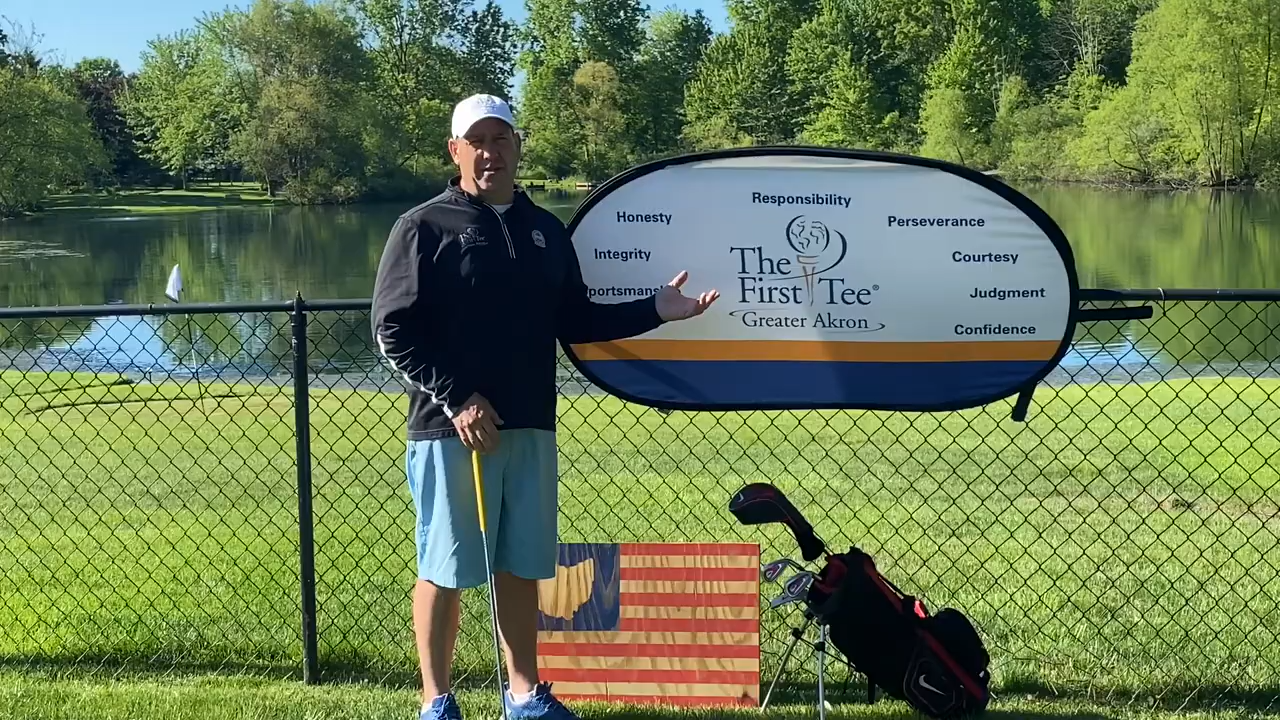 Responsibility
Honesty
Perseverance
Integrity
Courtesy
The
First Tee®
Greater Akron
Judgment
Confidence